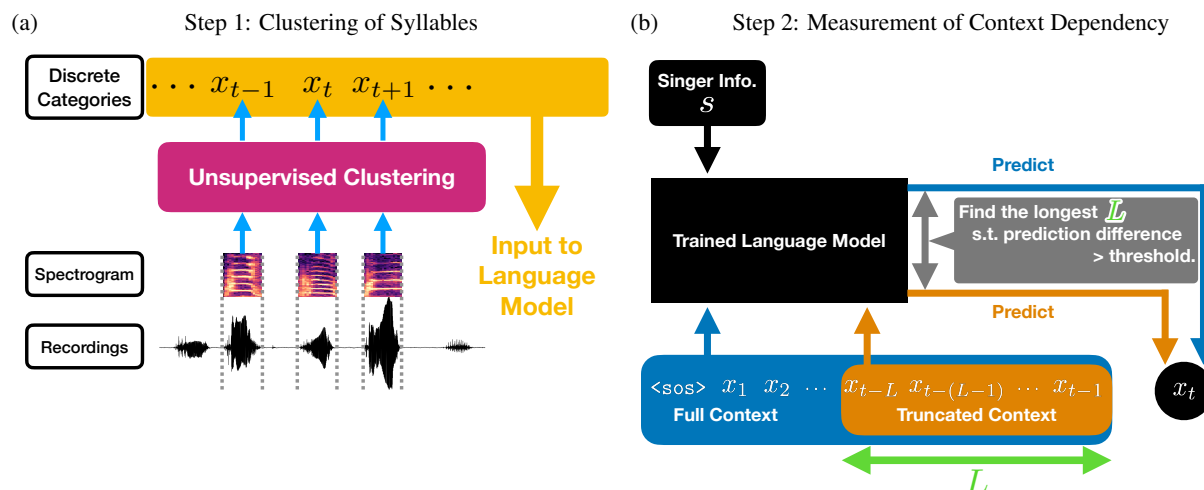 (a)
Step 1: Clustering of Syllables
Discrete
Categories
⋯ x_{t−1} x_t x_{t+1} ⋯
Unsupervised Clustering
Input to
Language
Model
Spectrogram
Recordings
(b)
Step 2: Measurement of Context Dependency
Singer Info.
s
Trained Language Model
Predict
Find the longest L
s.t. prediction difference
> threshold.
Predict
<sos> x_1 x_2 ⋯ x_{t−L} x_{t−(L−1)} ⋯ x_{t−1}
Full Context
Truncated Context
x_t
L